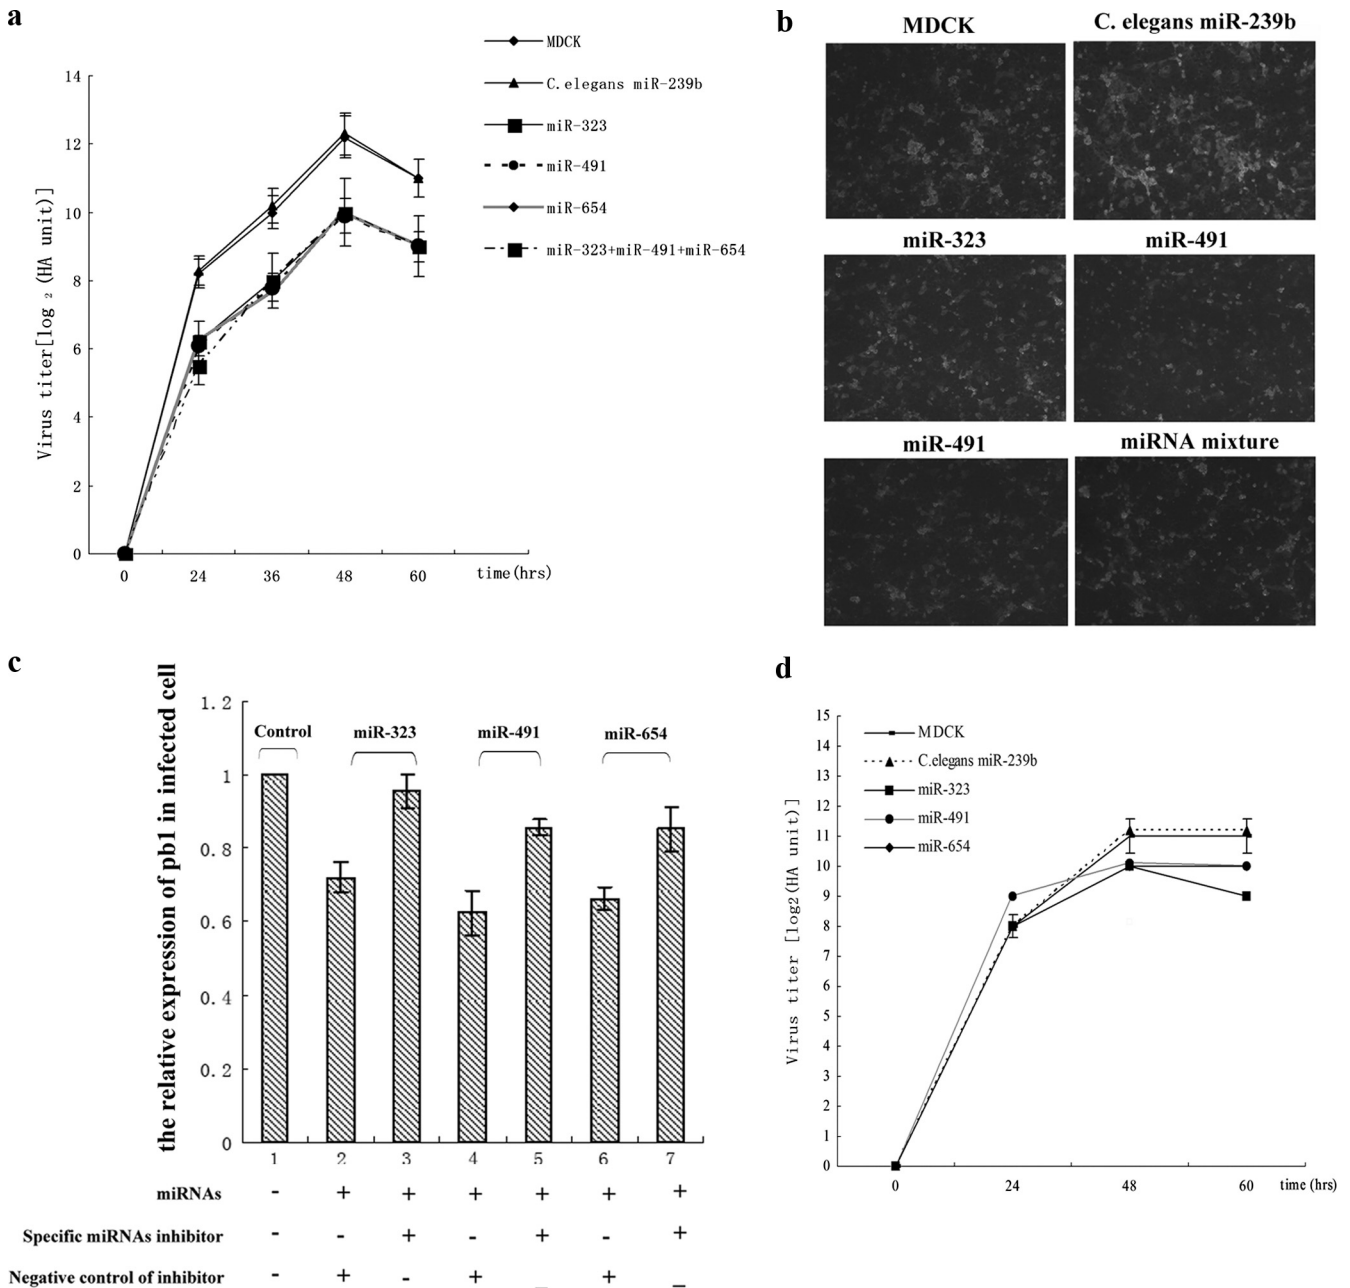 a
MDCK
C.elegans miR-239b
miR-323
miR-491
miR-654
miR-323+miR-491+miR-654
Virus titer[log 2 (HA unit)]
14
12
10
8
6
4
2
0
0 24 36 48 60 time(hrs)
b
MDCK C. elegans miR-239b
miR-323 miR-491
miR-491 miRNA mixture
c
the relative expression of pb1 in infected cell
1.2
1
0.8
0.6
0.4
0.2
0
Control miR-323 miR-491 miR-654
1 2 3 4 5 6 7
miRNAs - + + + + + +
Specific miRNAs inhibitor - - + - + - +
Negative control of inhibitor - + - + - + -
d
MDCK
C.elegans miR-239b
miR-323
miR-491
miR-654
Virus titer [log2(HA unit)]
15
14
13
12
11
10
9
8
7
6
5
4
3
2
1
0
0 24 48 60 time (hrs)